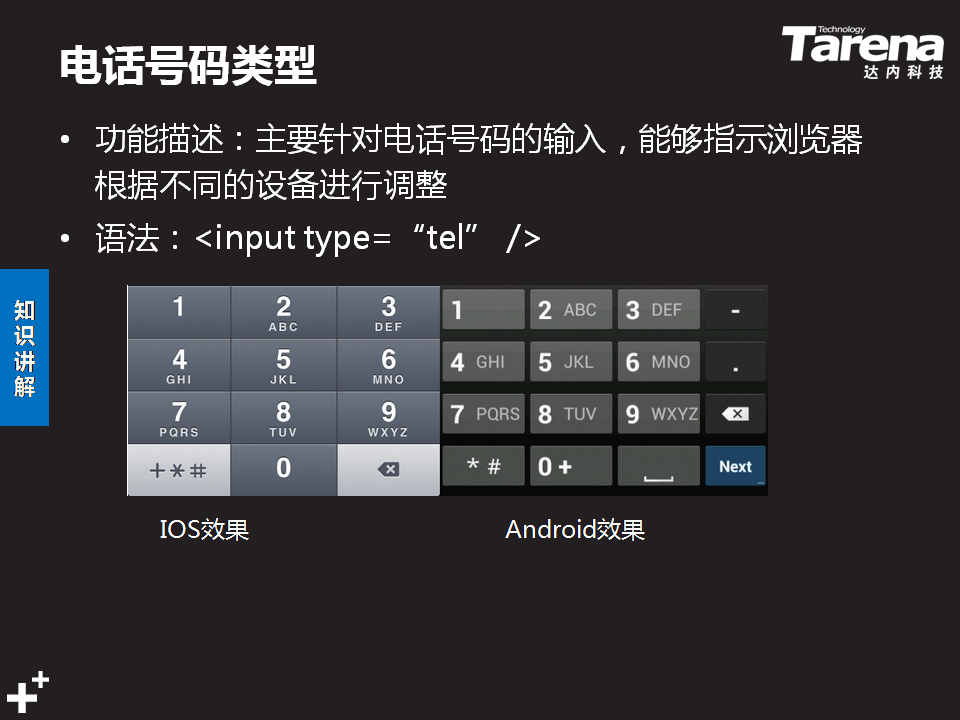 电话号码类型
Technology
Tarena
达内科技
• 功能描述：主要针对电话号码的输入，能够指示浏览器
根据不同的设备进行调整
• 语法：<input type=“tel” />
知识讲解
1 2 3
ABC DEF
4 5 6
GHI JKL MNO
7 8 9
PQRS TUV WXYZ
+*# 0
1 2 ABC 3 DEF -
4 GHI 5 JKL 6 MNO .
7 PQRS 8 TUV 9 WXYZ
* # 0 + Next
IOS效果
Android效果